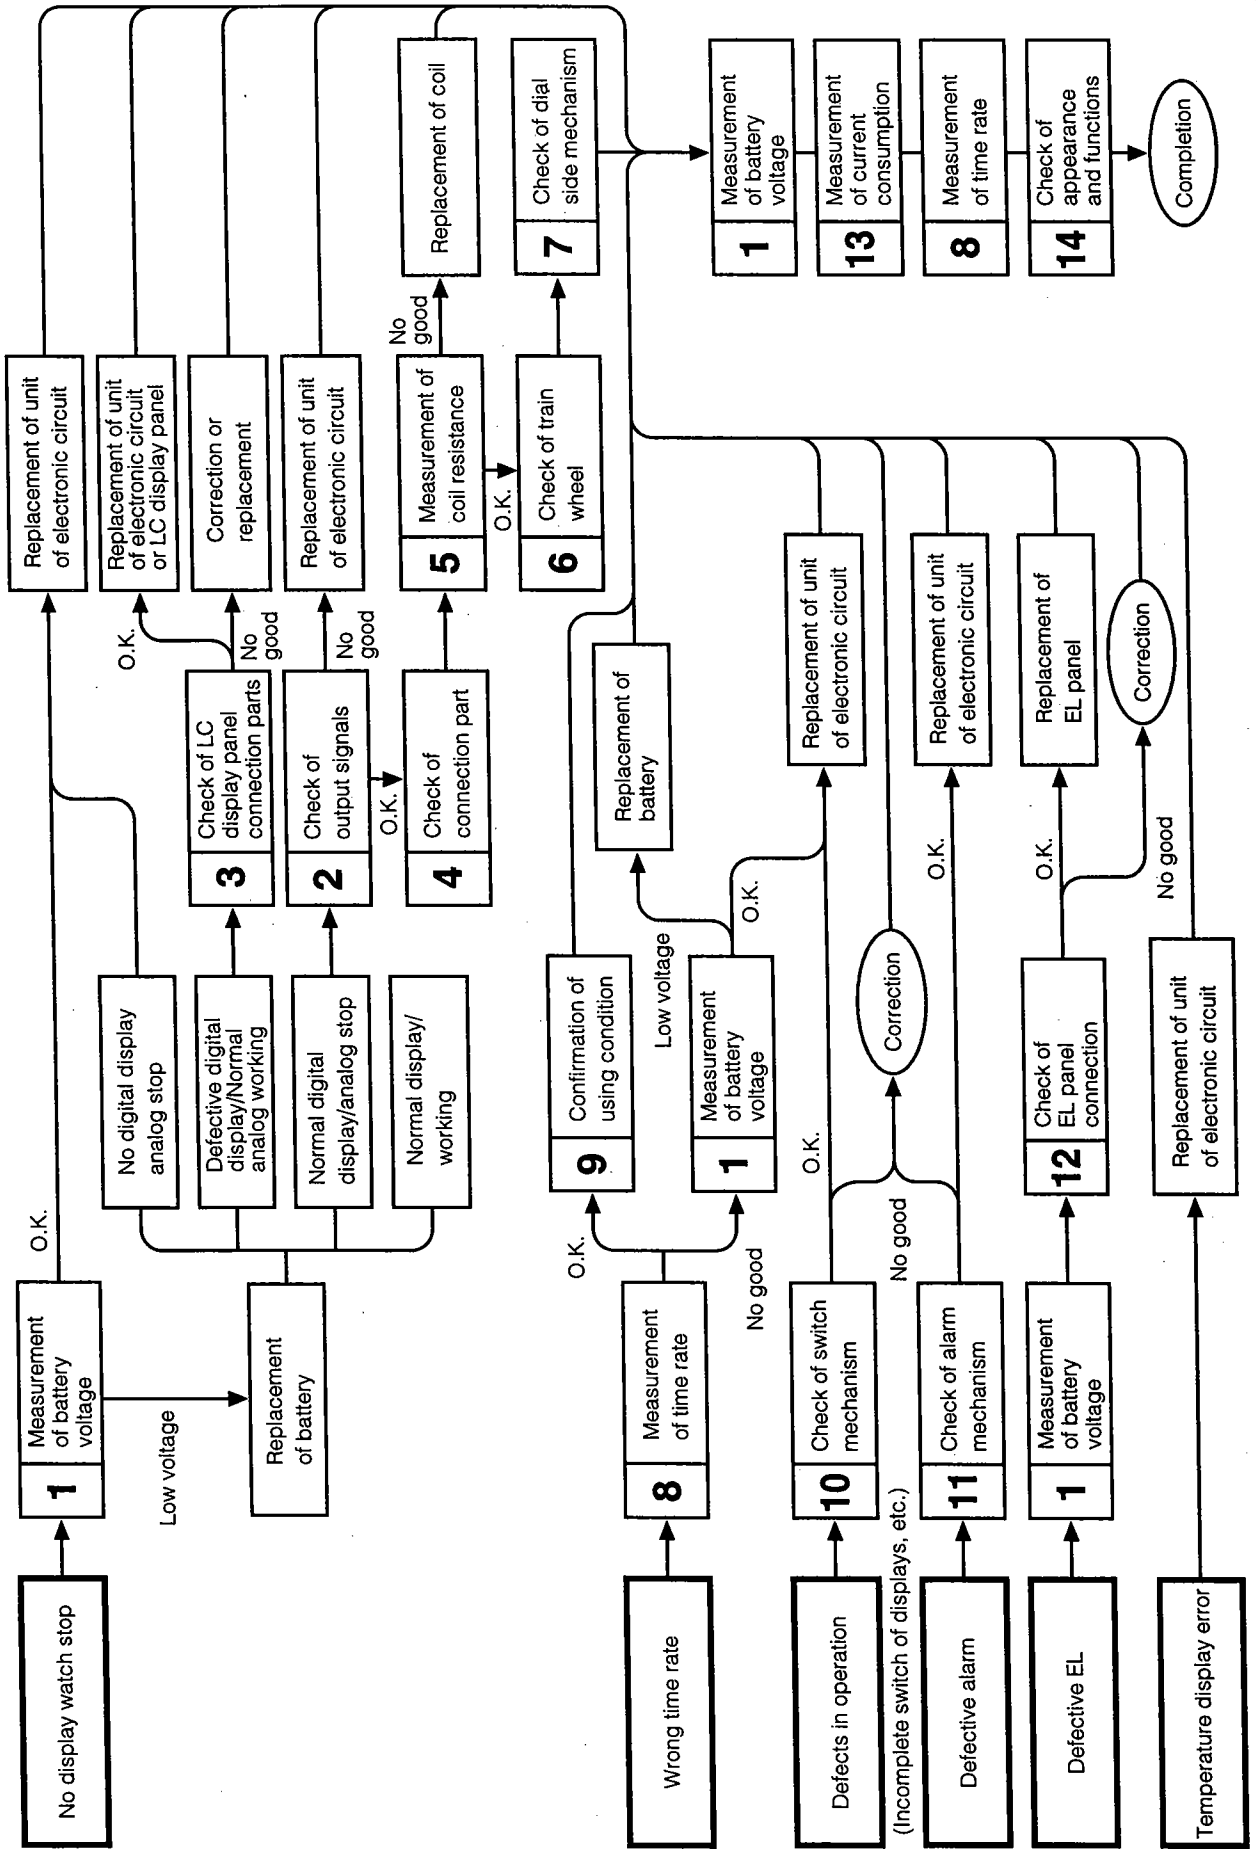 No display watch stop
1
Measurement
of battery
voltage
O.K.
Low voltage
Replacement
of battery
No digital display
analog stop
Defective digital
display/Normal
analog working
Normal digital
display/analog stop
Normal display/
working
3
Check of LC
display panel
connection parts
O.K.
No
good
2
Check of
output signals
No
good
O.K.
4
Check of
connection part
Replacement of unit
of electronic circuit
Replacement of unit
of electronic circuit
or LC display panel
Correction or
replacement
Replacement of unit
of electronic circuit
5
Measurement of
coil resistance
No
good
O.K.
Replacement of coil
6
Check of train
wheel
7
Check of dial
side mechanism
Wrong time rate
8
Measurement
of time rate
O.K.
No good
9
Confirmation of
using condition
1
Measurement
of battery
voltage
Low voltage
O.K.
Replacement of
battery
Defects in operation
(Incomplete switch of displays, etc.)
10
Check of switch
mechanism
O.K.
No good
Correction
Replacement of unit
of electronic circuit
Defective alarm
11
Check of alarm
mechanism
O.K.
Replacement of unit
of electronic circuit
Defective EL
1
Measurement
of battery
voltage
12
Check of
EL panel
connection
O.K.
No good
Replacement of
EL panel
Correction
Temperature display error
Replacement of unit
of electronic circuit
1
Measurement
of battery
voltage
13
Measurement
of current
consumption
8
Measurement
of time rate
14
Check of
appearance
and functions
Completion